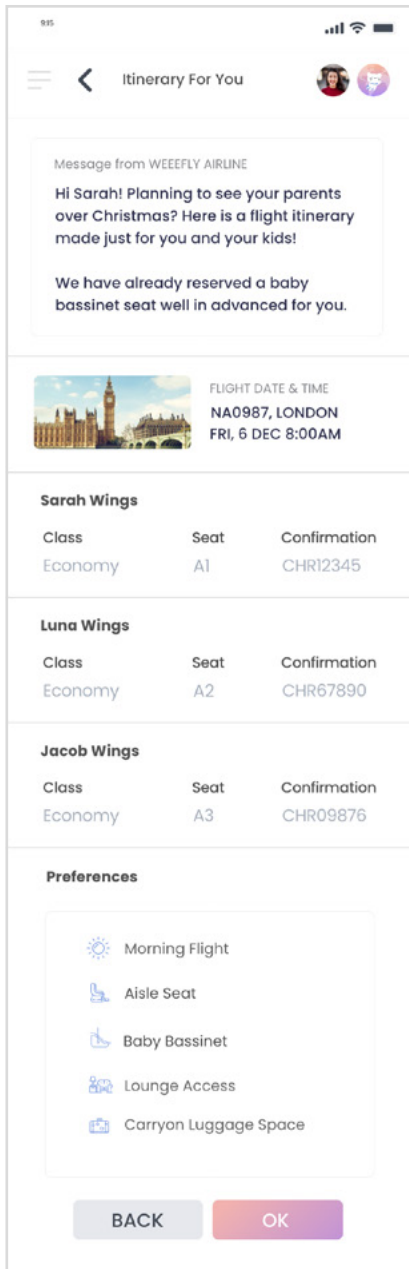 9:15
Itinerary For You
Message from WEEEFLY AIRLINE
Hi Sarah! Planning to see your parents
over Christmas? Here is a flight itinerary
made just for you and your kids!
We have already reserved a baby
bassinet seat well in advanced for you.
FLIGHT DATE & TIME
NA0987, LONDON
FRI, 6 DEC 8:00AM
Sarah Wings
Class Seat Confirmation
Economy A1 CHR12345
Luna Wings
Class Seat Confirmation
Economy A2 CHR67890
Jacob Wings
Class Seat Confirmation
Economy A3 CHR09876
Preferences
Morning Flight
Aisle Seat
Baby Bassinet
Lounge Access
Carryon Luggage Space
BACK OK